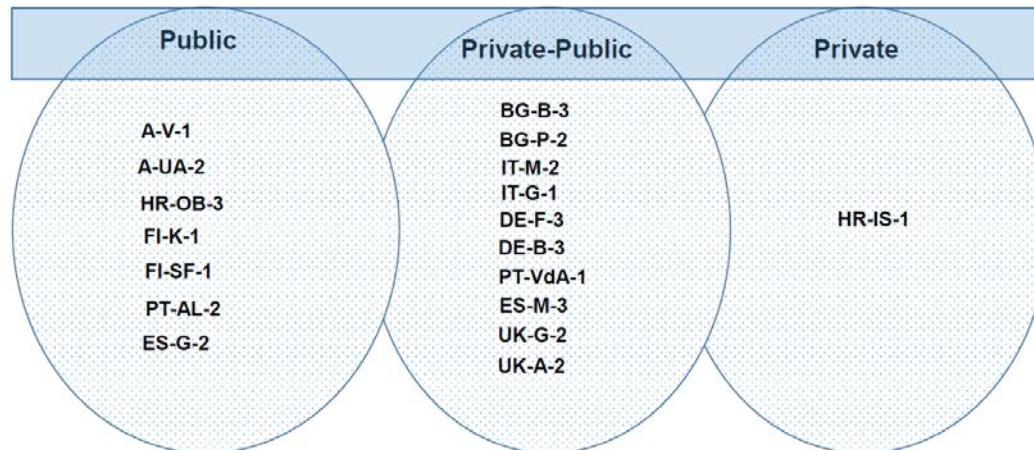 Public
Private-Public
Private
A-V-1
A-UA-2
HR-OB-3
FI-K-1
FI-SF-1
PT-AL-2
ES-G-2
BG-B-3
BG-P-2
IT-M-2
IT-G-1
DE-F-3
DE-B-3
PT-VdA-1
ES-M-3
UK-G-2
UK-A-2
HR-IS-1